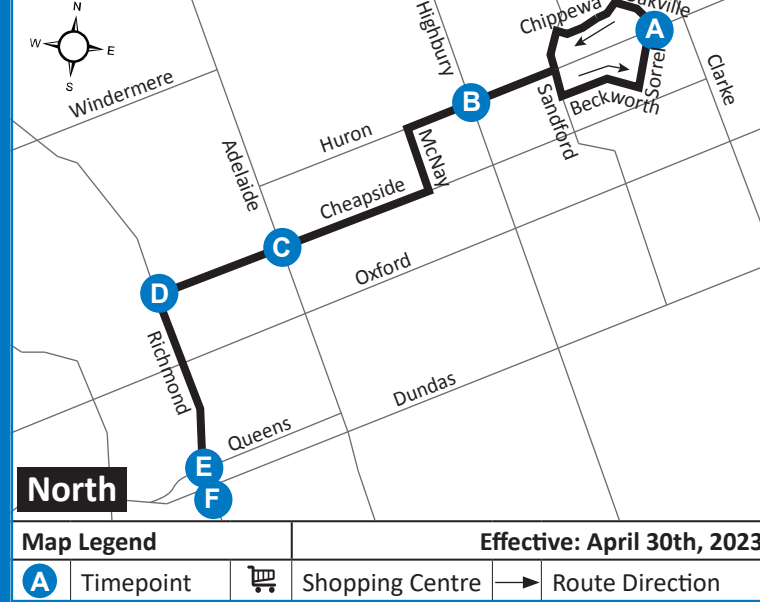 N
W E
S
Windermere
Highbury
Chippewa
A
Sorrel
Clarke
B
Sandford
Beckworth
Huron
McNay
Adelaide
Cheapside
C
Oxford
D
Richmond
Dundas
Queens
E
F
North
Map Legend Effective: April 30th, 2023
A Timepoint Shopping Centre Route Direction